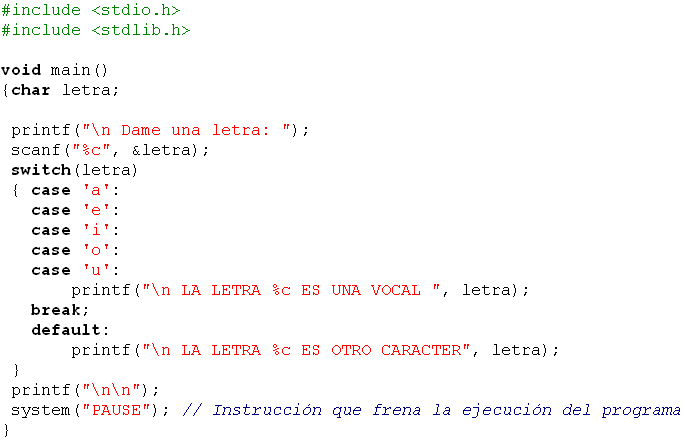 #include <stdio.h>
#include <stdlib.h>
void main()
{char letra;
printf("\n Dame una letra: ");
scanf("%c", &letra);
switch(letra)
{ case 'a':
case 'e':
case 'i':
case 'o':
case 'u':
printf("\n LA LETRA %c ES UNA VOCAL ", letra);
break;
default:
printf("\n LA LETRA %c ES OTRO CARACTER", letra);
}
printf("\n\n");
system("PAUSE"); // Instrucción que frena la ejecución del programa
}